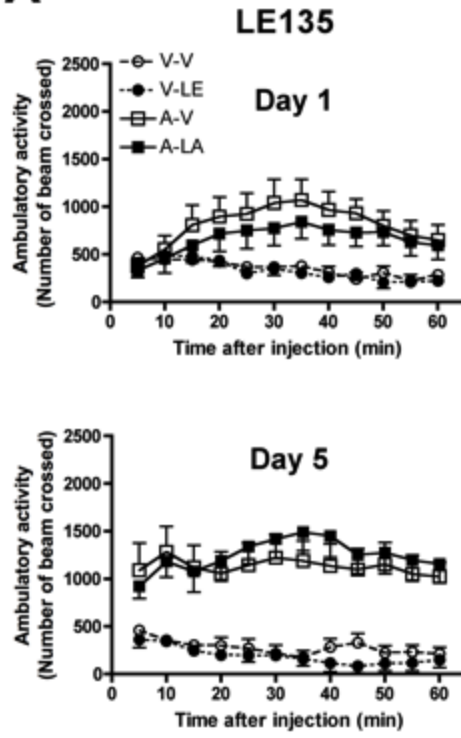 LE135
2500
V-V
V-LE
Day 1
2000
A-V
A-LA
1500
1000
500
0
Ambulatory activity
(Number of beam crossed)
0 10 20 30 40 50 60
Time after injection (min)
2500
Day 5
2000
1500
1000
500
0
Ambulatory activity
(Number of beam crossed)
0 10 20 30 40 50 60
Time after injection (min)